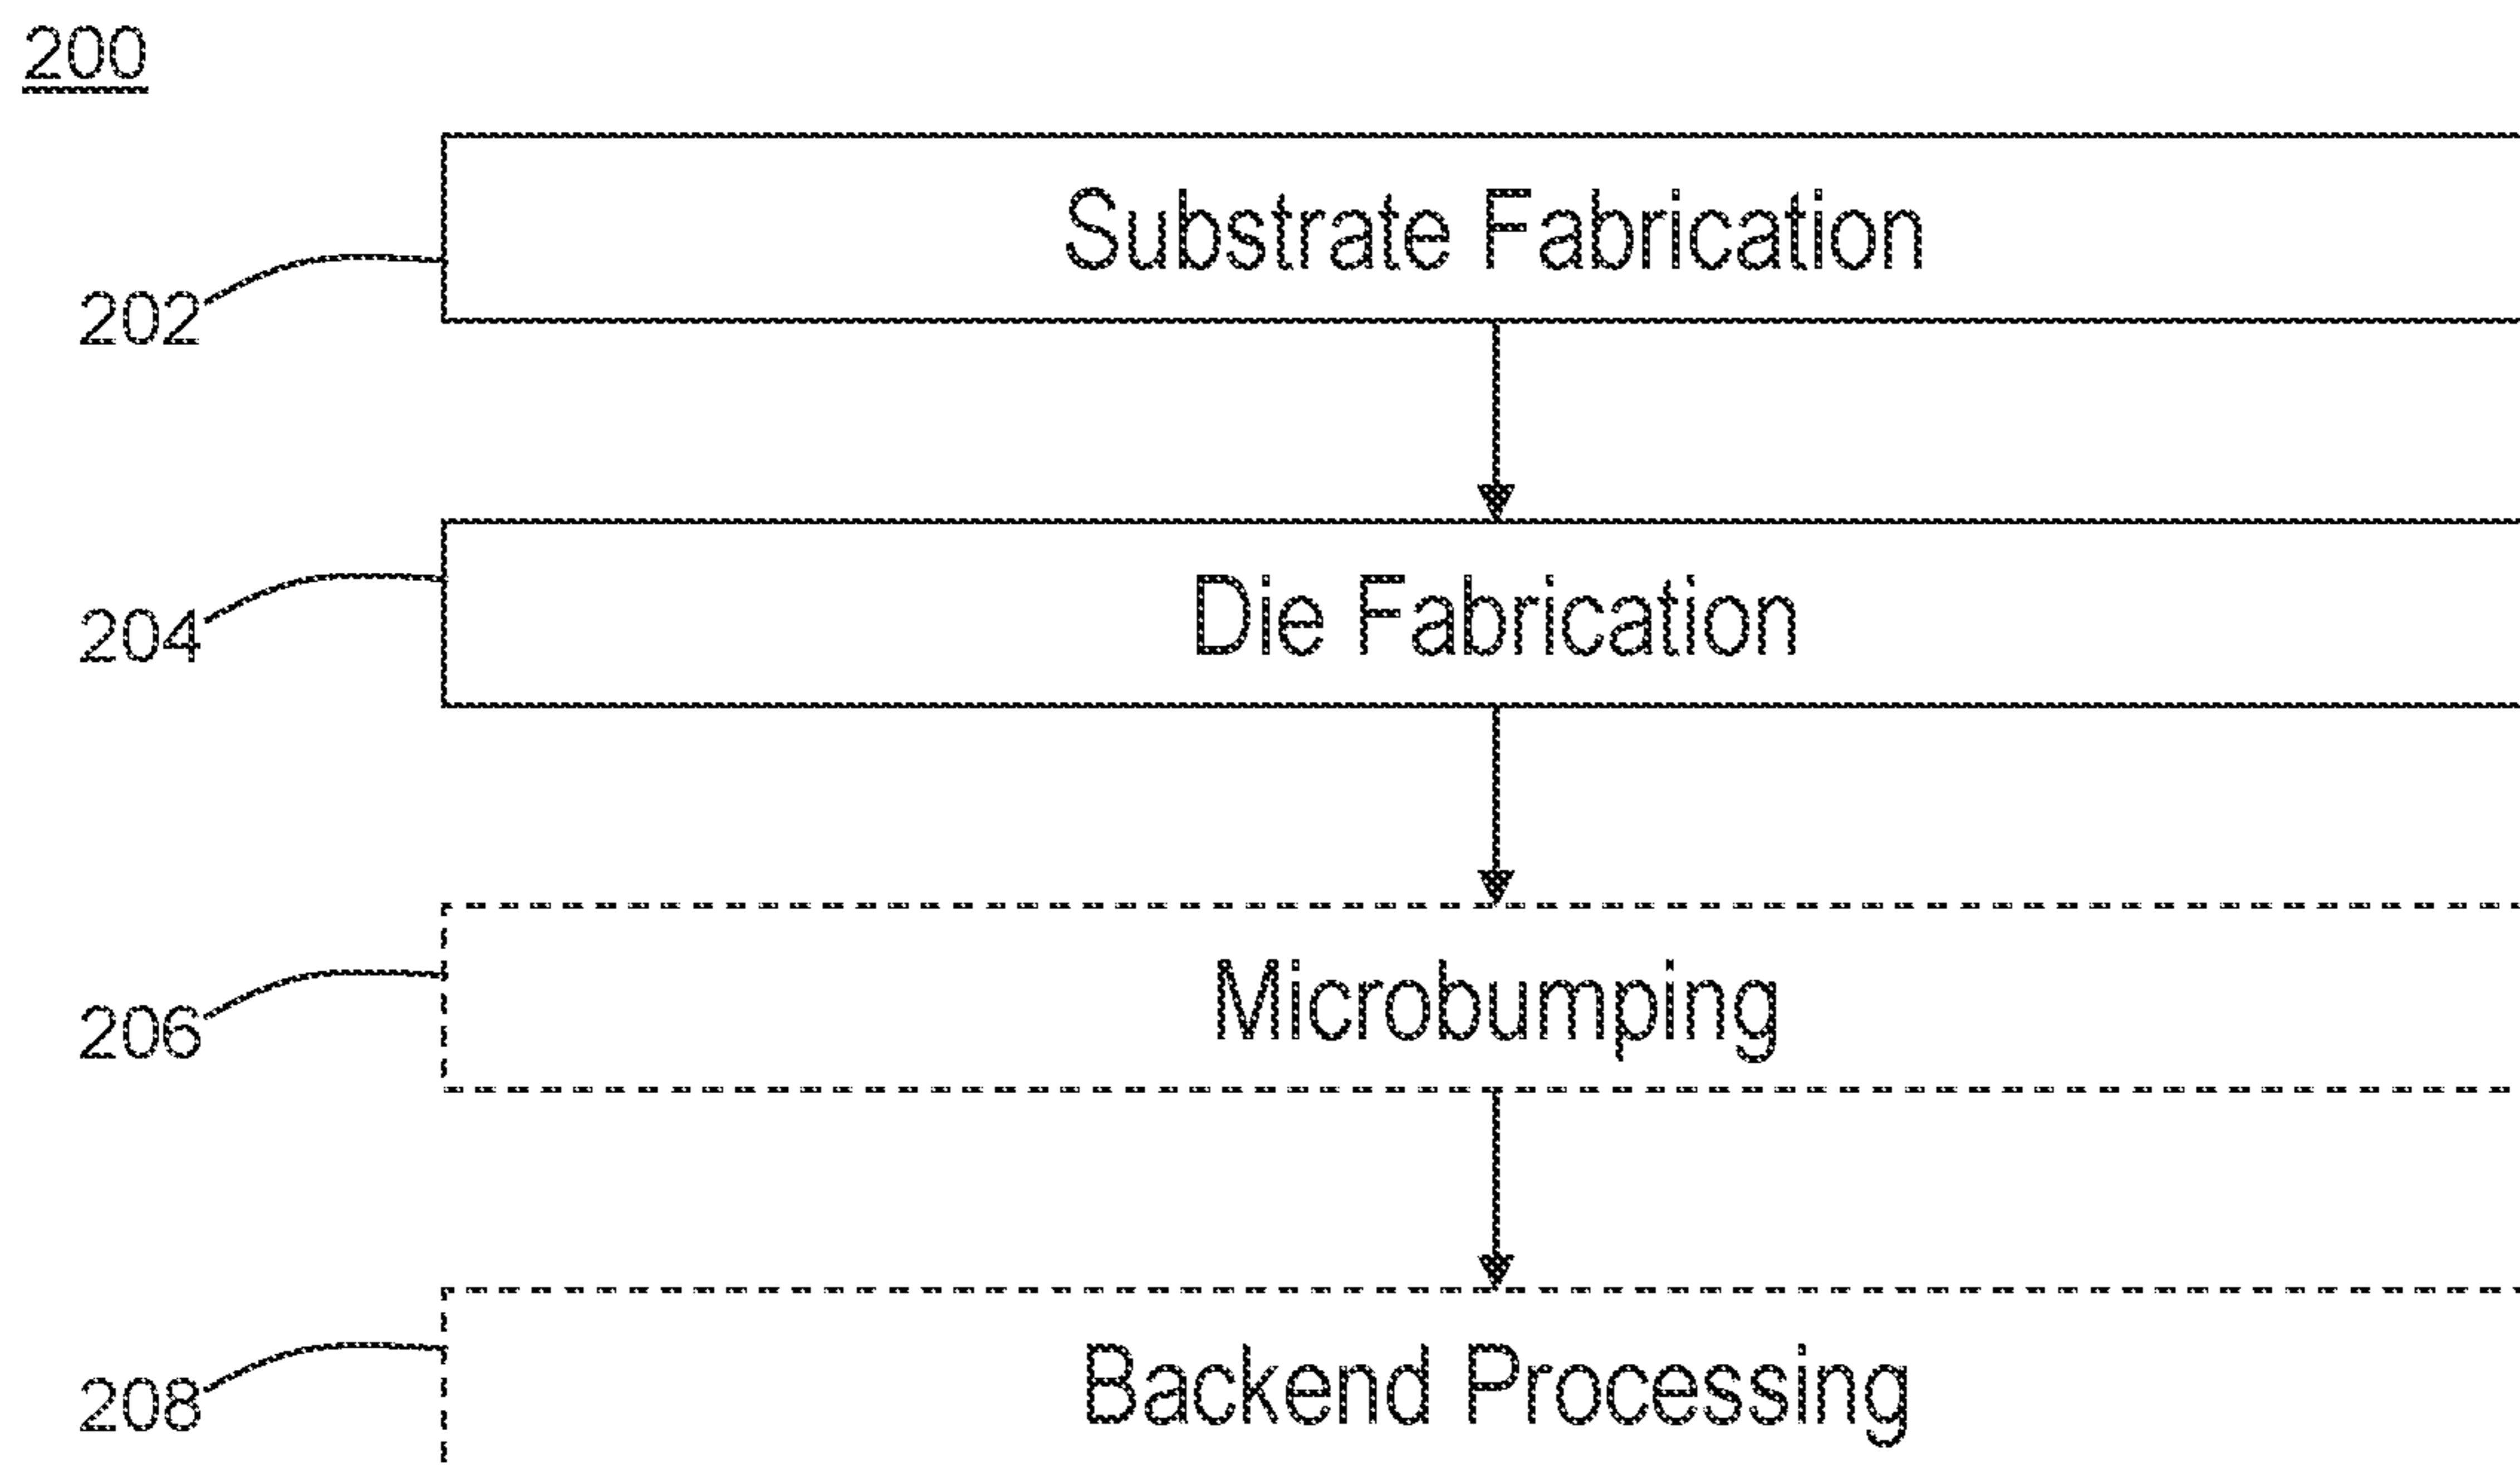 200
Substrate Fabrication
202
Die Fabrication
204
Microbumping
206
Backend Processing
208